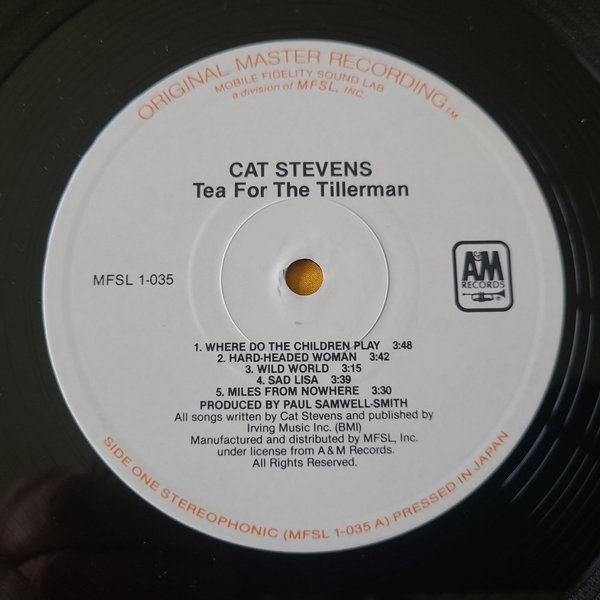 ORIGINAL MASTER RECORDING™
MOBILE FIDELITY SOUND LAB
a division of MFSL, INC.
CAT STEVENS
Tea For The Tillerman
MFSL 1-035
A&M
RECORDS
®
1. WHERE DO THE CHILDREN PLAY 3:48
2. HARD-HEADED WOMAN 3:42
3. WILD WORLD 3:15
4. SAD LISA 3:39
5. MILES FROM NOWHERE 3:30
PRODUCED BY PAUL SAMWELL-SMITH
All songs written by Cat Stevens and published by
Irving Music Inc. (BMI)
Manufactured and distributed by MFSL, Inc.
under license from A & M Records.
All Rights Reserved.
SIDE ONE STEREOPHONIC (MFSL 1-035 A) PRESSED IN JAPAN